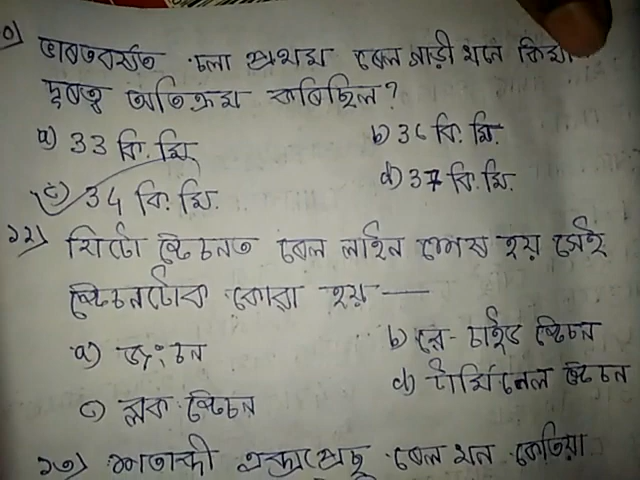 ০) ভাৰতবৰ্ষত চলা প্ৰথম ৰেল গাড়ী খনে কিমান
দূৰত্ব অতিক্ৰম কৰিছিল?
a) 33 কি.মি. b) 36 কি.মি.
c) 34 কি.মি. d) 37 কি.মি.
১২) যিটো ষ্টেচনত ৰেল লাইন শেষ হয় সেই
ষ্টেচনটোক কোৱা হয় —
a) জংচন b) ৱে-চাইড ষ্টেচন
c) ব্লক ষ্টেচন d) টাৰ্মিনেল ষ্টেচন
১৩) শতাব্দী এক্সপ্ৰেছ ৰেল খন কেতিয়া